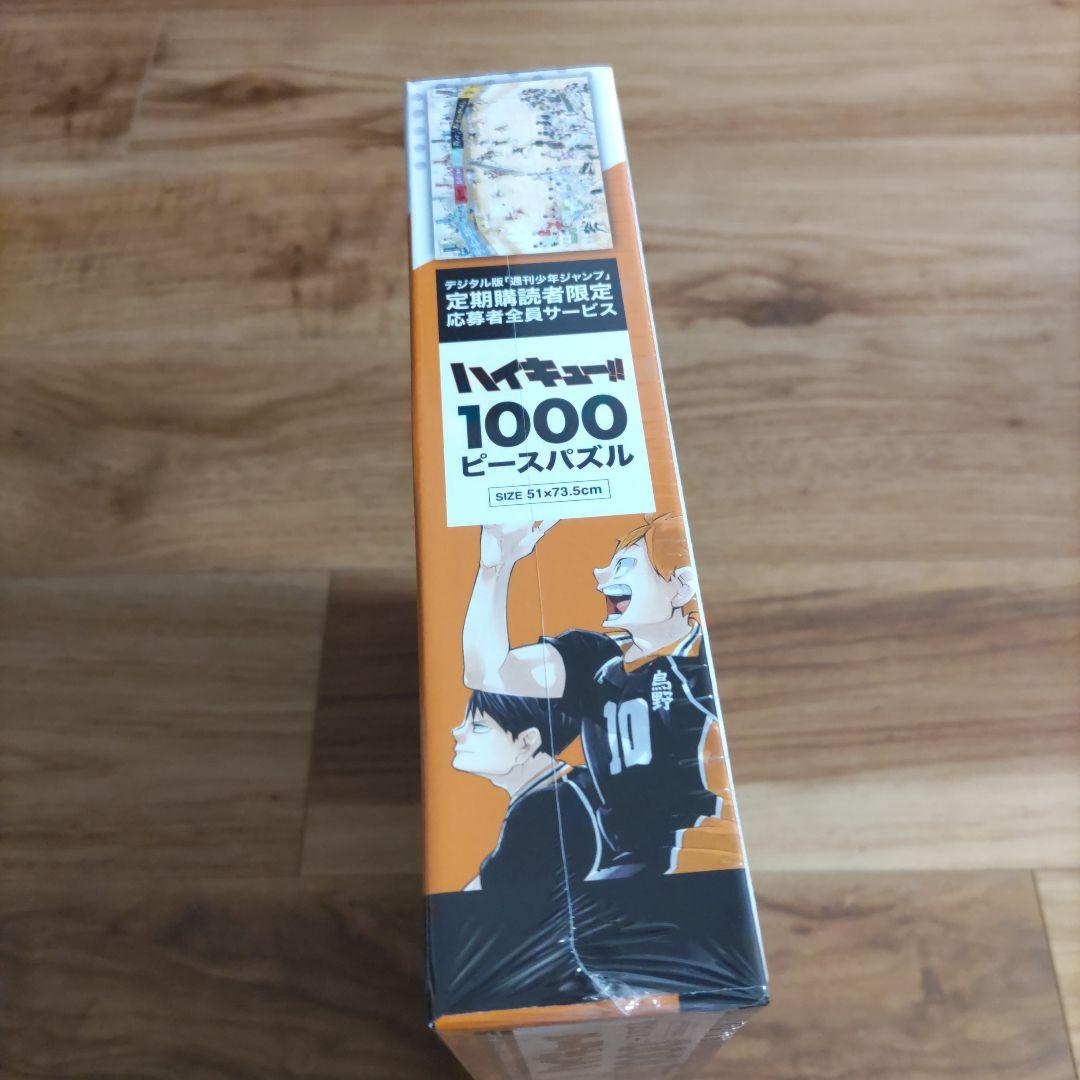 デジタル版「週刊少年ジャンプ」
定期購読者限定
応募者全員サービス
ハイキュー!!
1000
ピースパズル
SIZE 51×73.5cm
烏野
10